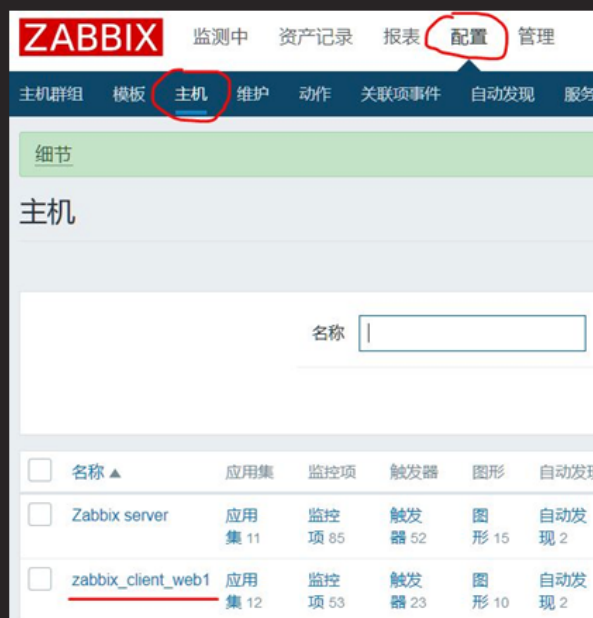 ZABBIX 监测中 资产记录 报表 配置 管理
主机群组 模板 主机 维护 动作 关联项事件 自动发现 服务
细节
主机
名称
名称▲ 应用集 监控项 触发器 图形 自动发现
Zabbix server 应用 监控 触发 图 自动发
集 11 项 85 器 52 形 15 现 2
zabbix_client_web1 应用 监控 触发 图 自动发
集 12 项 53 器 23 形 10 现 2